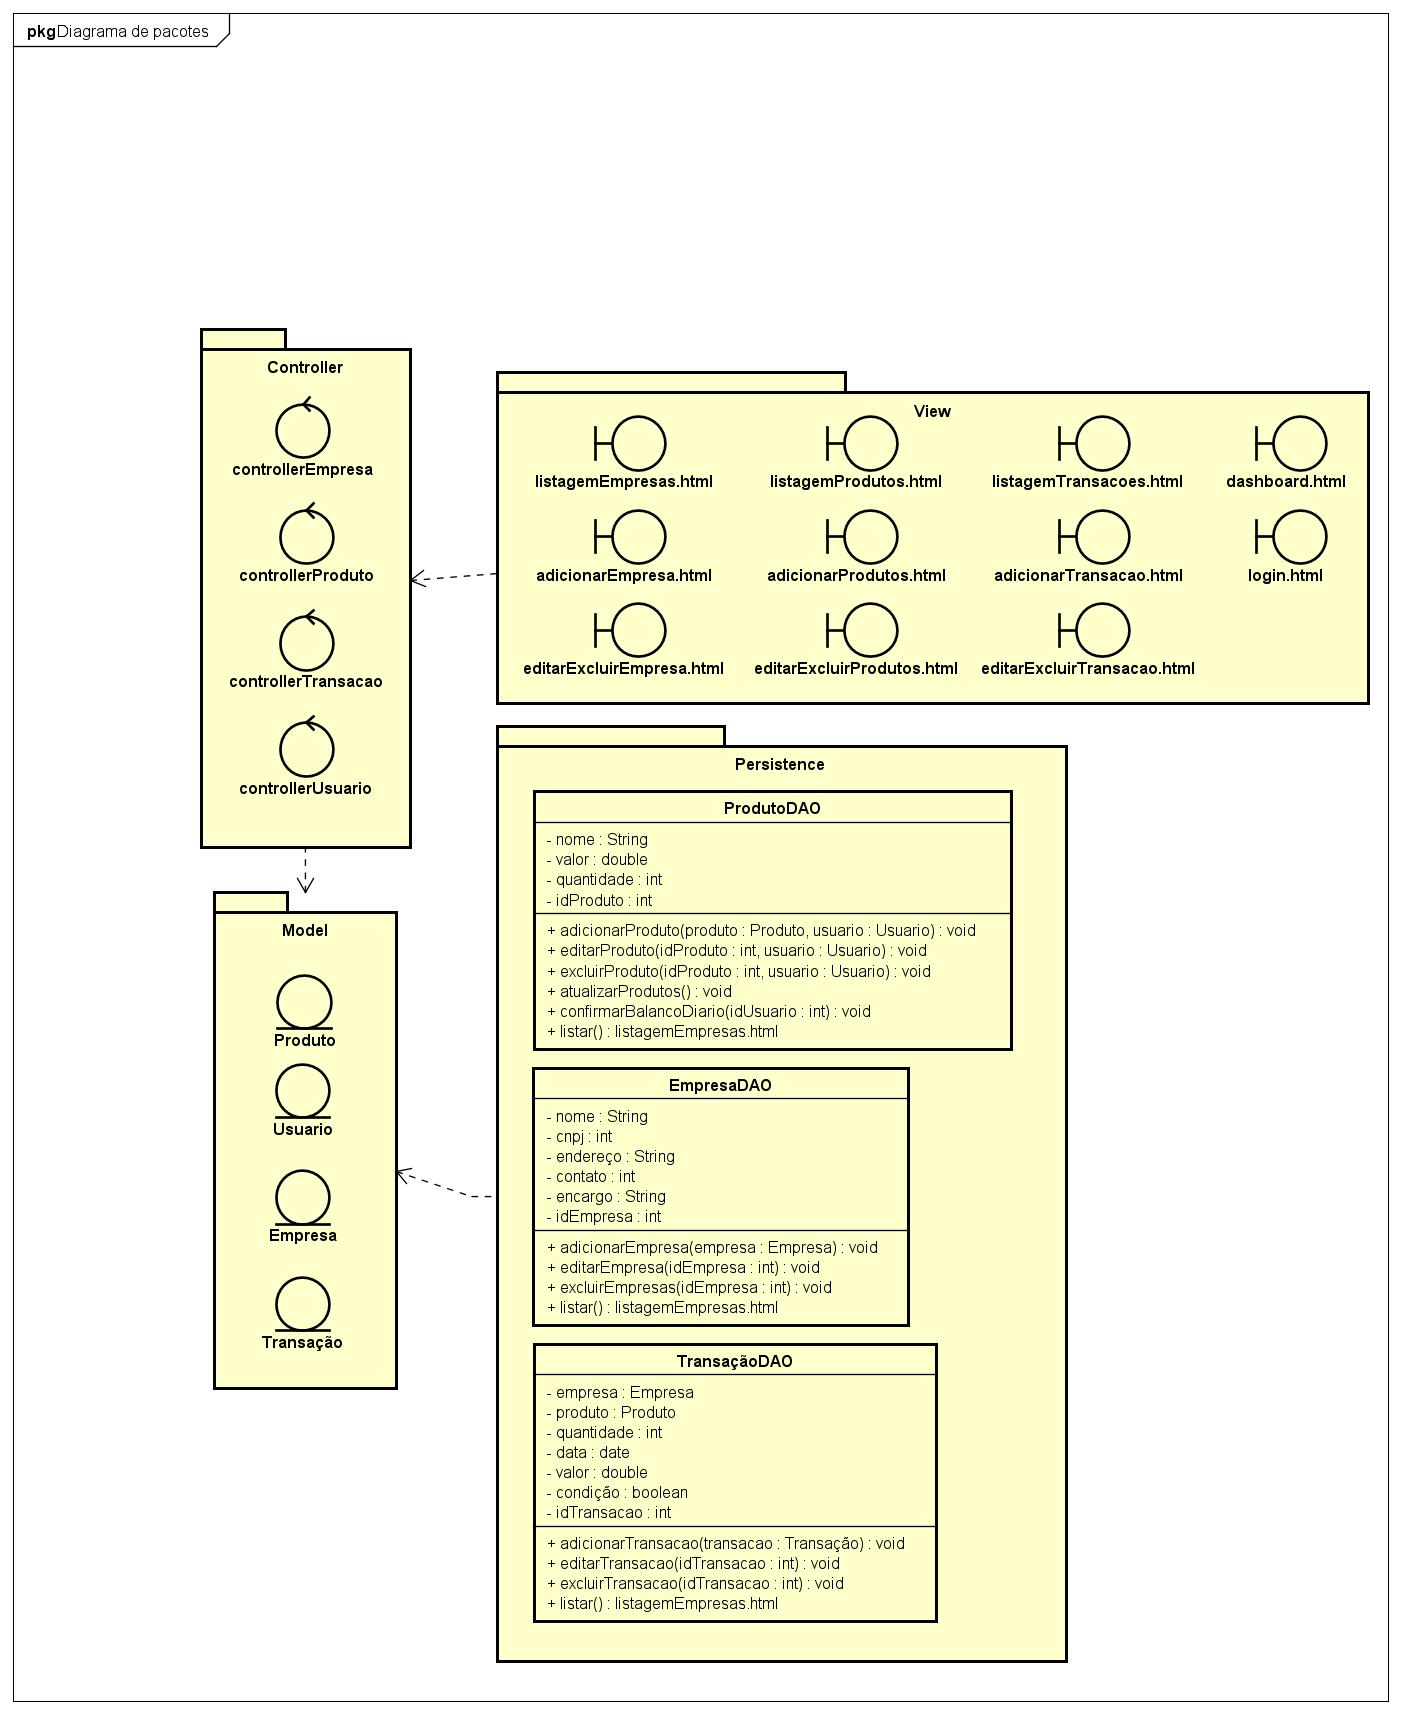 pkg Diagrama de pacotes
Controller
controllerEmpresa
controllerProduto
controllerTransacao
controllerUsuario
View
listagemEmpresas.html
listagemProdutos.html
listagemTransacoes.html
dashboard.html
adicionarEmpresa.html
adicionarProdutos.html
adicionarTransacao.html
login.html
editarExcluirEmpresa.html
editarExcluirProdutos.html
editarExcluirTransacao.html
Model
Produto
Usuario
Empresa
Transação
Persistence
ProdutoDAO
- nome : String
- valor : double
- quantidade : int
- idProduto : int
+ adicionarProduto(produto : Produto, usuario : Usuario) : void
+ editarProduto(idProduto : int, usuario : Usuario) : void
+ excluirProduto(idProduto : int, usuario : Usuario) : void
+ atualizarProdutos() : void
+ confirmarBalancoDiario(idUsuario : int) : void
+ listar() : listagemEmpresas.html
EmpresaDAO
- nome : String
- cnpj : int
- endereço : String
- contato : int
- encargo : String
- idEmpresa : int
+ adicionarEmpresa(empresa : Empresa) : void
+ editarEmpresa(idEmpresa : int) : void
+ excluirEmpresas(idEmpresa : int) : void
+ listar() : listagemEmpresas.html
TransaçãoDAO
- empresa : Empresa
- produto : Produto
- quantidade : int
- data : date
- valor : double
- condição : boolean
- idTransacao : int
+ adicionarTransacao(transacao : Transação) : void
+ editarTransacao(idTransacao : int) : void
+ excluirTransacao(idTransacao : int) : void
+ listar() : listagemEmpresas.html